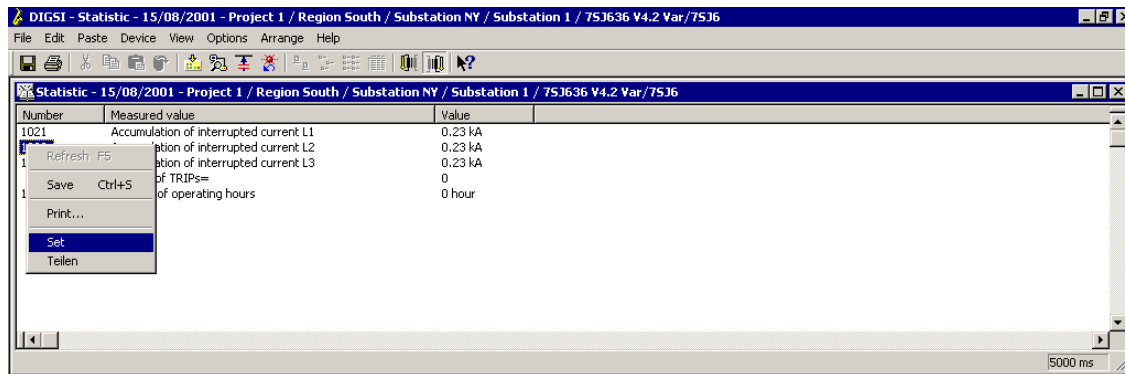 DIGSI - Statistic - 15/08/2001 - Project 1 / Region South / Substation NY / Substation 1 / 7SJ636 V4.2 Var/7SJ6
File Edit Paste Device View Options Arrange Help
Statistic - 15/08/2001 - Project 1 / Region South / Substation NY / Substation 1 / 7SJ636 V4.2 Var/7SJ6
Number Measured value Value
1021 Accumulation of interrupted current L1 0.23 kA
ation of interrupted current L2 0.23 kA
ation of interrupted current L3 0.23 kA
of TRIPs= 0
of operating hours 0 hour
Refresh F5
Save Ctrl+S
Print...
Set
Teilen
5000 ms